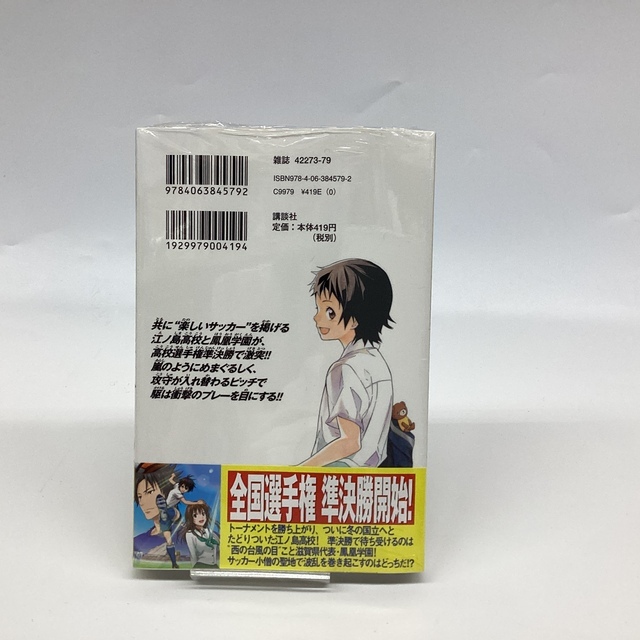 雑誌 42273-79
9784063845792
ISBN978-4-06-384579-2
C9979 ¥419E (0)
1929979004194
講談社
定価:本体419円
(税別)
共に“楽しいサッカー”を掲げる
江ノ島高校と鳳凰学園が、
高校選手権準決勝で激突!!
嵐のようにめまぐるしく、
攻守が入れ替わるピッチで
駆は衝撃のプレーを目にする!!
全国選手権 準決勝開始!
トーナメントを勝ち上がり、ついに冬の国立へと
たどりついた江ノ島高校! 準決勝で待ち受けるのは
“西の台風の目”こと滋賀県代表・鳳凰学園!
サッカー小僧の聖地で波乱を巻き起こすのはどっちだ!?